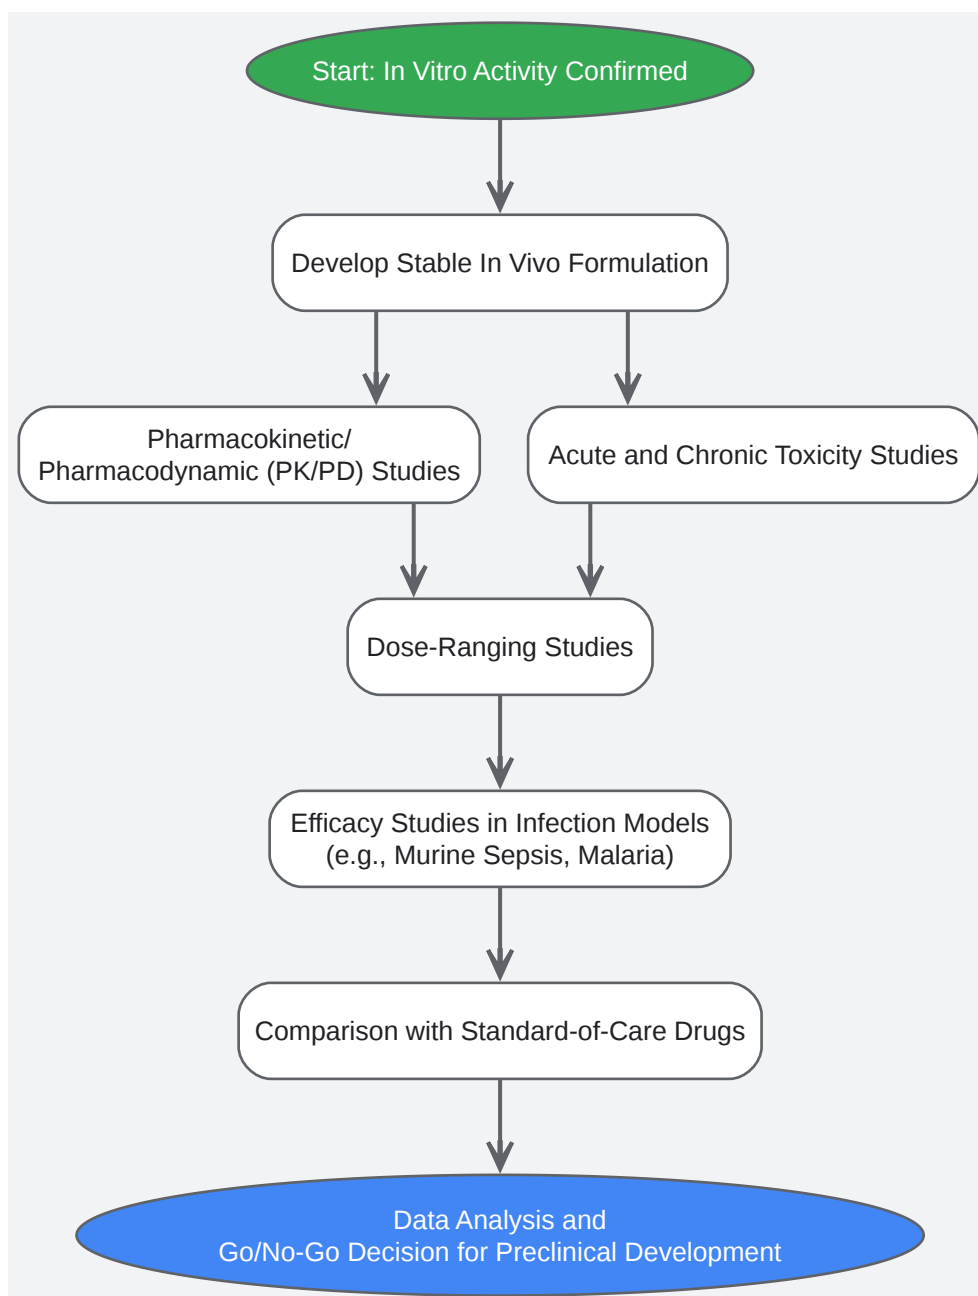 Start: In Vitro Activity Confirmed
Develop Stable In Vivo Formulation
Pharmacokinetic/
Pharmacodynamic (PK/PD) Studies
Acute and Chronic Toxicity Studies
Dose-Ranging Studies
Efficacy Studies in Infection Models
(e.g., Murine Sepsis, Malaria)
Comparison with Standard-of-Care Drugs
Data Analysis and
Go/No-Go Decision for Preclinical Development